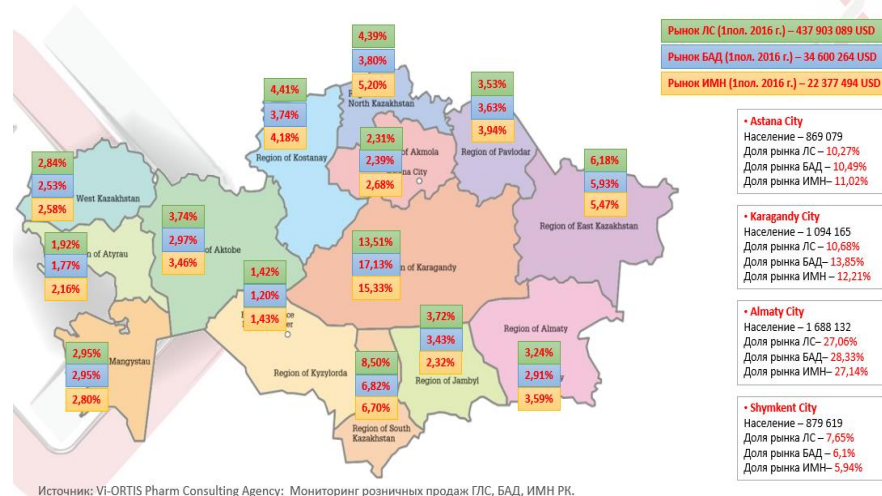 Рынок ЛС (1пол. 2016 г.) – 437 903 089 USD
Рынок БАД (1пол. 2016 г.) – 34 600 264 USD
Рынок ИМН (1пол. 2016 г.) – 22 377 494 USD
4,39%
3,80%
5,20%
North Kazakhstan
4,41%
3,74%
4,18%
Region of Kostanay
2,31%
2,39%
2,68%
of Akmola
City
3,53%
3,63%
3,94%
Region of Pavlodar
6,18%
5,93%
5,47%
Region of East Kazakhstan
2,84%
2,53%
2,58%
West Kazakhstan
1,92%
1,77%
2,16%
of Atyrau
3,74%
2,97%
3,46%
of Aktobe
13,51%
17,13%
15,33%
of Karagandy
1,42%
1,20%
1,43%
Region of Kyzylorda
2,95%
2,95%
2,80%
Mangystau
8,50%
6,82%
6,70%
Region of South
Kazakhstan
3,72%
3,43%
2,32%
Region of Jambyl
Region of Almaty
3,24%
2,91%
3,59%
• Astana City
Население – 869 079
Доля рынка ЛС – 10,27%
Доля рынка БАД – 10,49%
Доля рынка ИМН– 11,02%
• Karagandy City
Население – 1 094 165
Доля рынка ЛС – 10,68%
Доля рынка БАД– 13,85%
Доля рынка ИМН – 12,21%
• Almaty City
Население – 1 688 132
Доля рынка ЛС– 27,06%
Доля рынка БАД– 28,33%
Доля рынка ИМН– 27,14%
• Shymkent City
Население – 879 619
Доля рынка ЛС – 7,65%
Доля рынка БАД – 6,1%
Доля рынка ИМН– 5,94%
Источник: Vi-ORTIS Pharm Consulting Agency: Мониторинг розничных продаж ГЛС, БАД, ИМН РК.